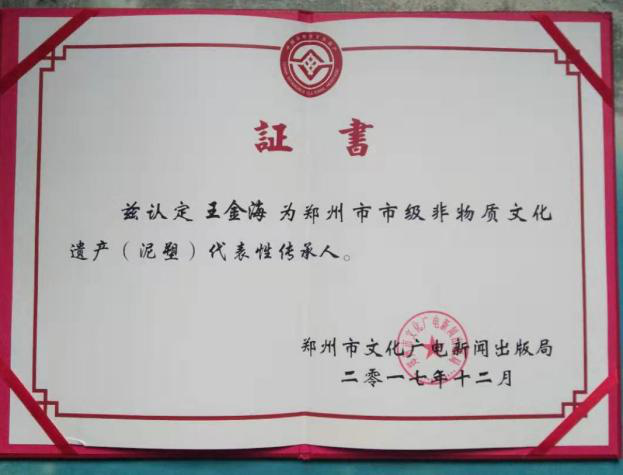 証書
兹认定王金海为郑州市市级非物质文化
遗产（泥塑）代表性传承人。
郑州市文化广电新闻出版局
二零一七年十二月